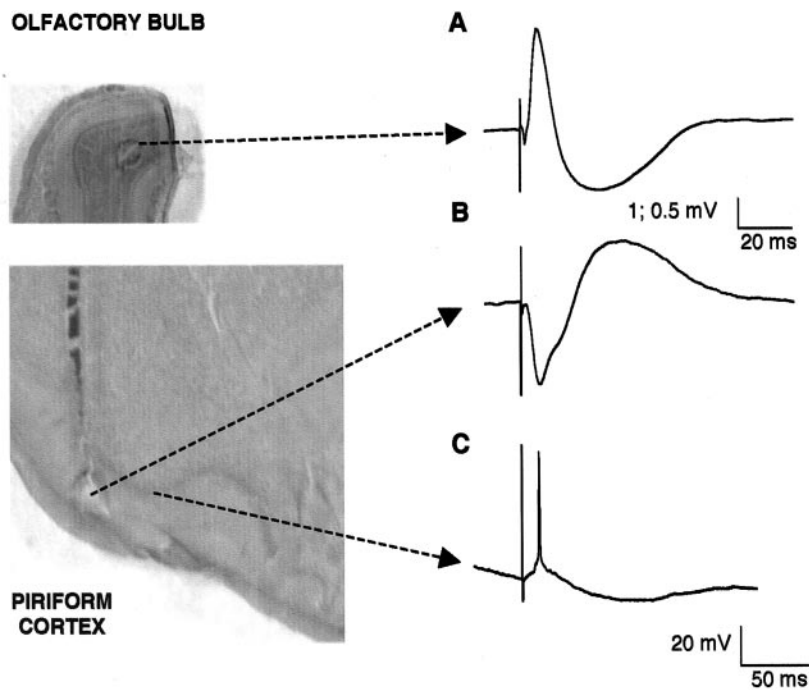 OLFACTORY BULB
A
1; 0.5 mV
20 ms
B
C
PIRIFORM
CORTEX
20 mV
50 ms